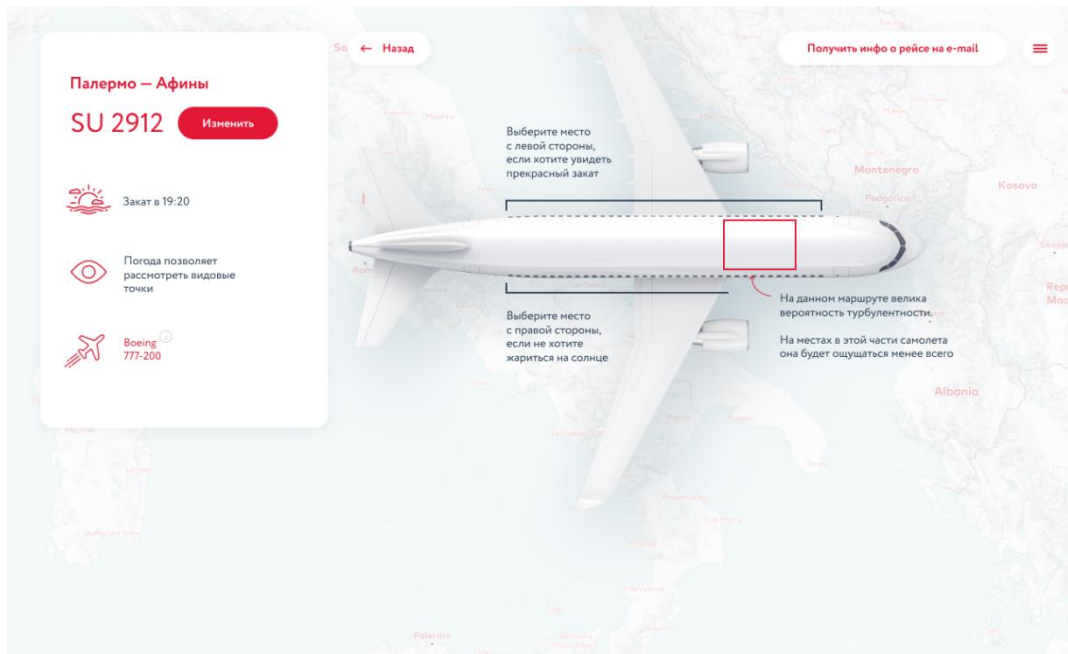 ← Назад
Получить инфо о рейсе на e-mail
Палермо — Афины
SU 2912
Изменить
Закат в 19:20
Погода позволяет
рассмотреть видовые
точки
Boeing
777-200
Выберите место
с левой стороны,
если хотите увидеть
прекрасный закат
Выберите место
с правой стороны,
если не хотите
жариться на солнце
На данном маршруте велика
вероятность турбулентности.
На местах в этой части самолета
она будет ощущаться менее всего
Montenegro
Podgorica
Kosovo
Albania
Palermo